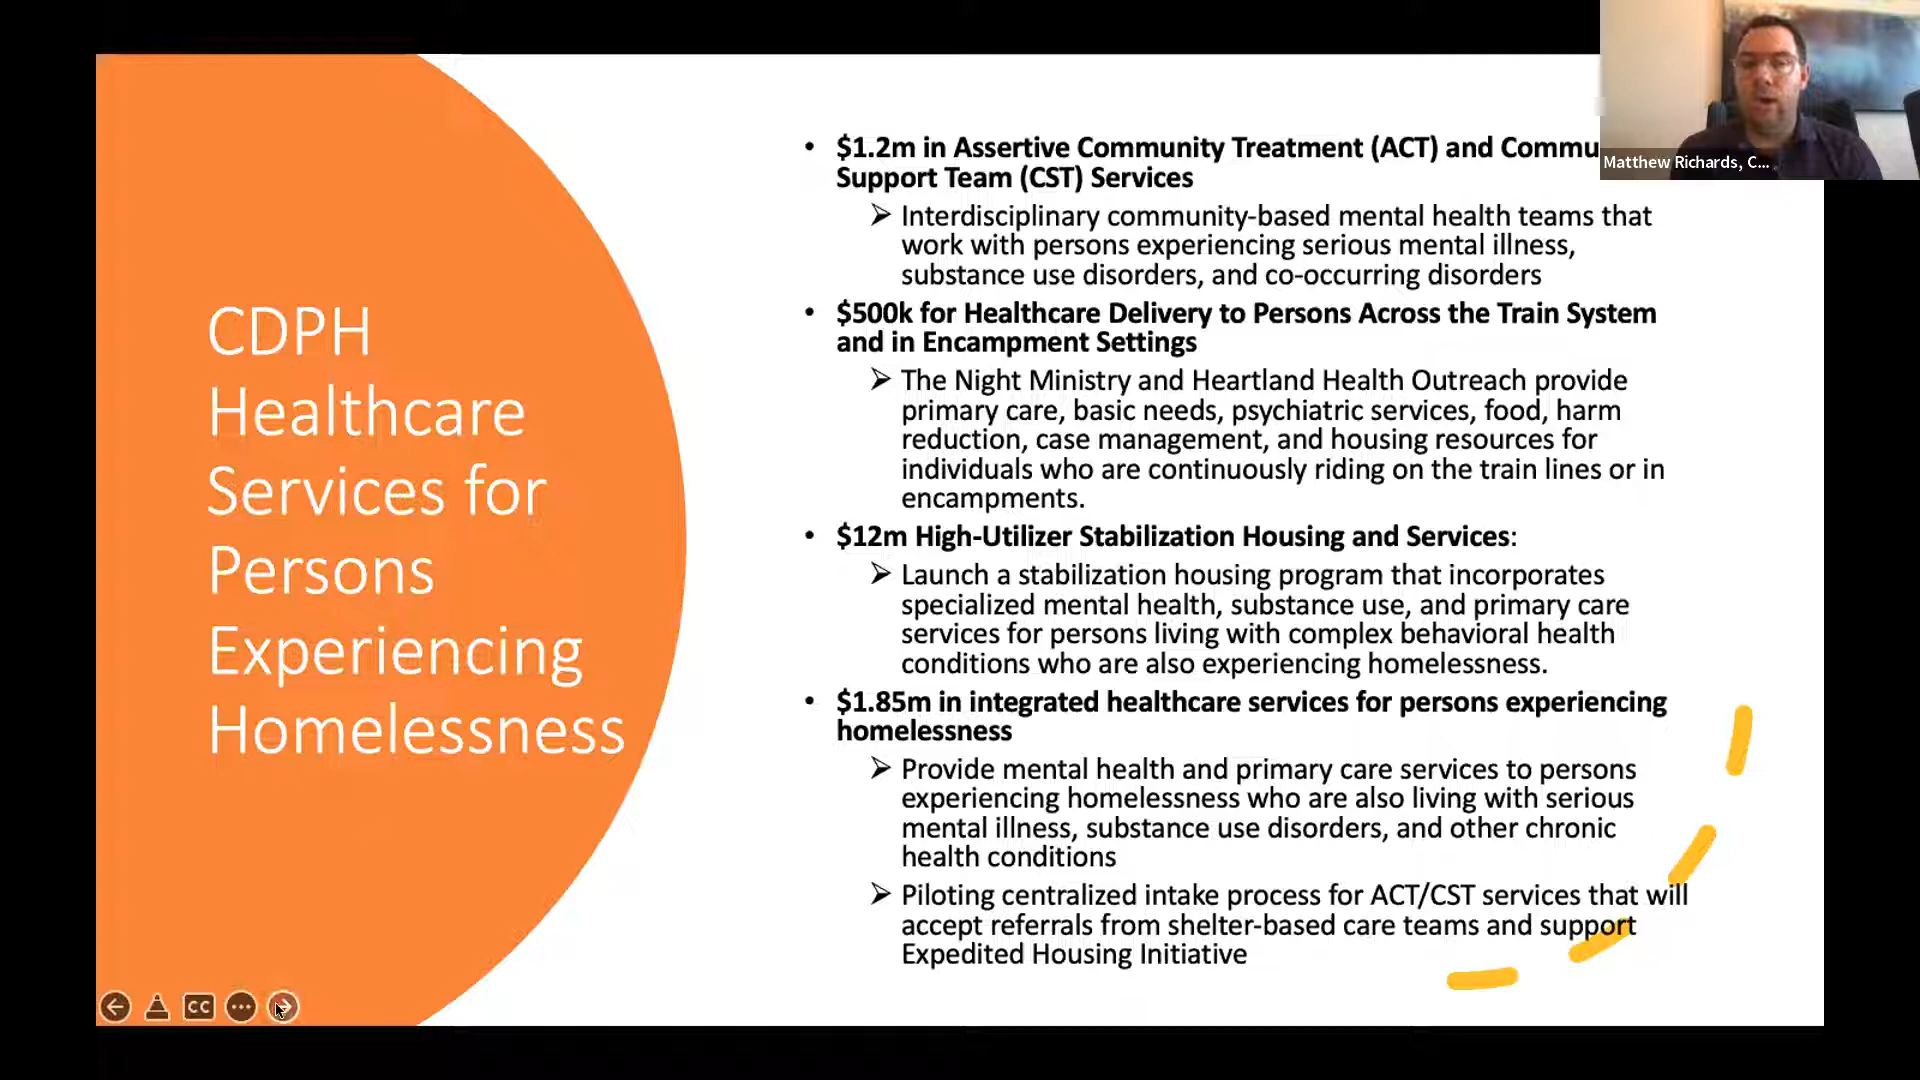 CDPH
Healthcare
Services for
Persons
Experiencing
Homelessness
• $1.2m in Assertive Community Treatment (ACT) and Commu
Support Team (CST) Services
➢ Interdisciplinary community-based mental health teams that
work with persons experiencing serious mental illness,
substance use disorders, and co-occurring disorders
• $500k for Healthcare Delivery to Persons Across the Train System
and in Encampment Settings
➢ The Night Ministry and Heartland Health Outreach provide
primary care, basic needs, psychiatric services, food, harm
reduction, case management, and housing resources for
individuals who are continuously riding on the train lines or in
encampments.
• $12m High-Utilizer Stabilization Housing and Services:
➢ Launch a stabilization housing program that incorporates
specialized mental health, substance use, and primary care
services for persons living with complex behavioral health
conditions who are also experiencing homelessness.
• $1.85m in integrated healthcare services for persons experiencing
homelessness
➢ Provide mental health and primary care services to persons
experiencing homelessness who are also living with serious
mental illness, substance use disorders, and other chronic
health conditions
➢ Piloting centralized intake process for ACT/CST services that will
accept referrals from shelter-based care teams and support
Expedited Housing Initiative
Matthew Richards, C...
CC